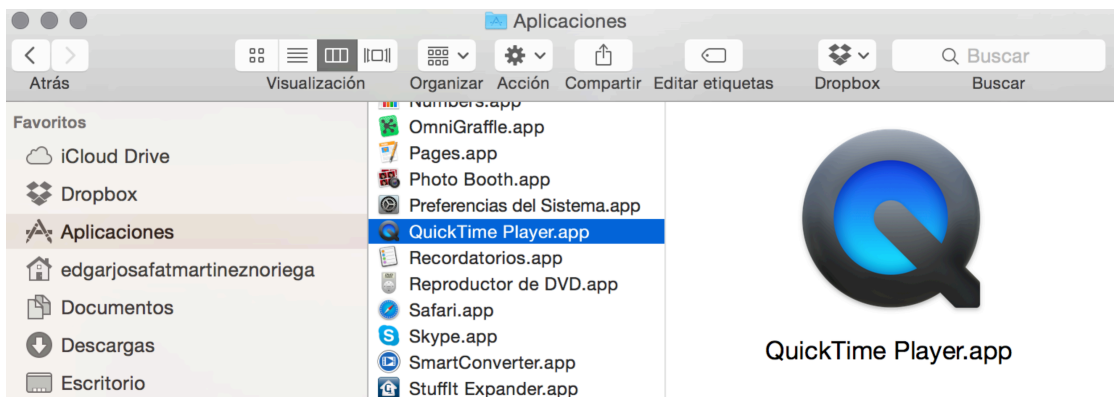 Aplicaciones
Buscar
Atrás Visualización Organizar Acción Compartir Editar etiquetas Dropbox Buscar
Favoritos
iCloud Drive
Dropbox
Aplicaciones
edgarjosafatmartineznoriega
Documentos
Descargas
Escritorio
Numbers.app
OmniGraffle.app
Pages.app
Photo Booth.app
Preferencias del Sistema.app
QuickTime Player.app
Recordatorios.app
Reproductor de DVD.app
Safari.app
Skype.app
SmartConverter.app
StuffIt Expander.app
QuickTime Player.app